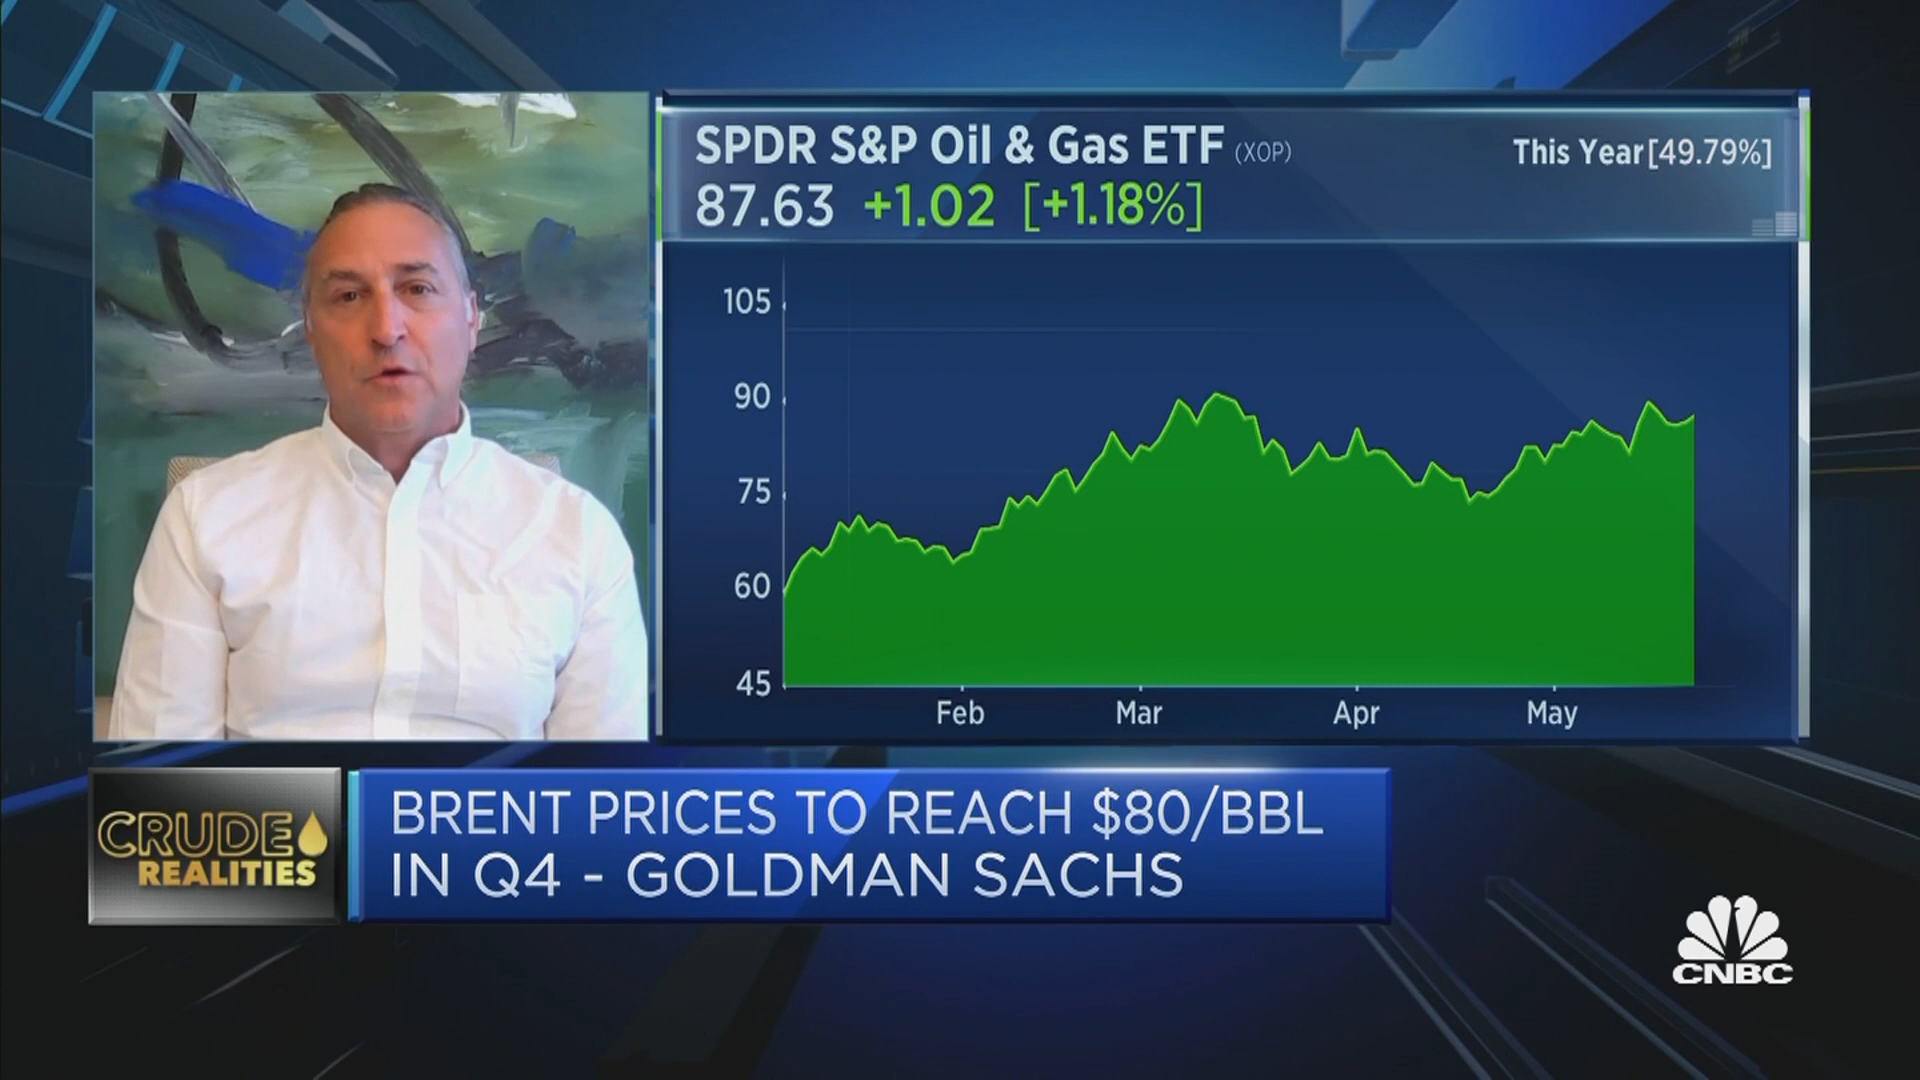 SPDR S&P Oil & Gas ETF (XOP)
This Year[49.79%]
87.63 +1.02 [+1.18%]
105
90
75
60
45
Feb Mar Apr May
CRUDE
REALITIES
BRENT PRICES TO REACH $80/BBL
IN Q4 - GOLDMAN SACHS
CNBC